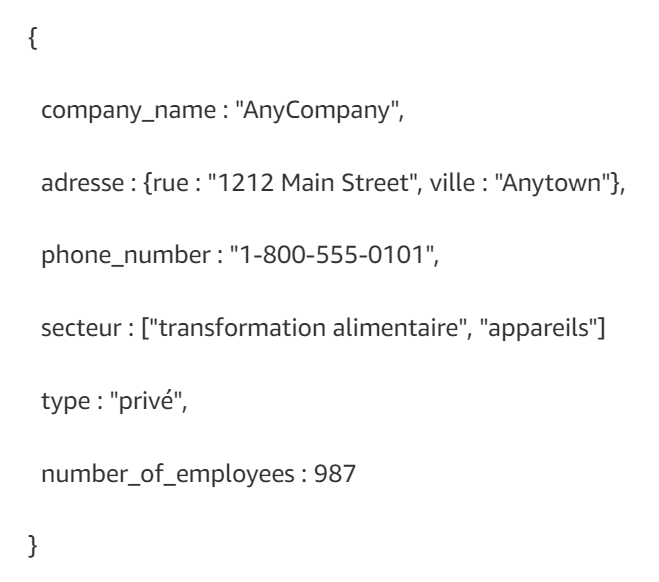 {
company_name : "AnyCompany",
adresse : {rue : "1212 Main Street", ville : "Anytown"},
phone_number : "1-800-555-0101",
secteur : ["transformation alimentaire", "appareils"]
type : "privé",
number_of_employees : 987
}